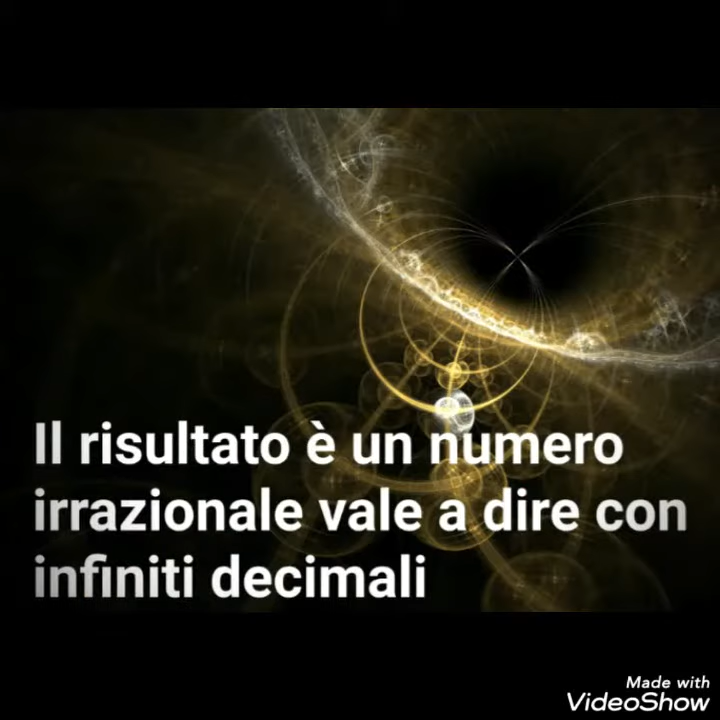 Il risultato è un numero
irrazionale vale a dire con
infiniti decimali
Made with
VideoShow